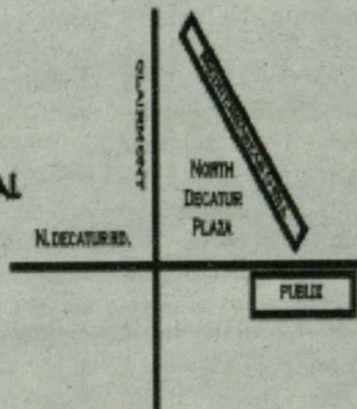 CLAIRMONT
NORTH
DECATUR
PLAZA
N. DECATUR RD.
PUBLIX